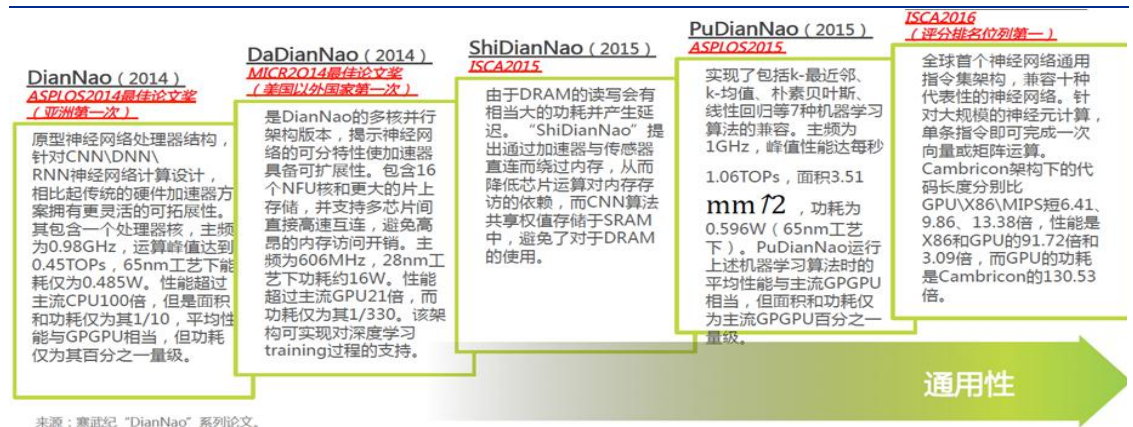 DianNao（2014）
ASPLOS2014最佳论文奖
（亚洲第一次）
原型神经网络处理器结构，
针对CNN\DNN\
RNN神经网络计算设计，
相比起传统的硬件加速器方
案拥有更灵活的可拓展性。
其包含一个处理器核，主频
为0.98GHz，运算峰值达到
0.45TOPs，65nm工艺下能
耗仅为0.485W。性能超过
主流CPU100倍，但是面积
和功耗仅为其1/10，平均性
能与GPGPU相当，但功耗
仅为其百分之一量级。
DaDianNao（2014）
MICR2O14最佳论文奖
（美国以外国家第一次）
是DianNao的多核并行
架构版本，揭示神经网
络的可分特性使加速器
具备可扩展性。包含16
个NFU核和更大的片上
存储，并支持多芯片间
直接高速互连，避免高
昂的内存访问开销。主
频为606MHz，28nm工
艺下功耗约16W。性能
超过主流GPU21倍，而
功耗仅为其1/330。该架
构可实现对深度学习
training过程的支持。
ShiDianNao（2015）
ISCA2015
由于DRAM的读写会有
相当大的功耗并产生延
迟。“ShiDianNao”提
出通过加速器与传感器
直连而绕过内存，从而
降低芯片运算对内存存
访的依赖，而CNN算法
共享权值存储于SRAM
中，避免了对于DRAM
的使用。
PuDianNao（2015）
ASPLOS2015
实现了包括k-最近邻、
k-均值、朴素贝叶斯、
线性回归等7种机器学习
算法的兼容。主频为
1GHz，峰值性能达每秒
1.06TOPs，面积3.51
mm⁄2，功耗为
0.596W（65nm工艺
下）。PuDianNao运行
上述机器学习算法时的
平均性能与主流GPGPU
相当，但面积和功耗仅
为主流GPGPU百分之一
量级。
ISCA2016
（评分排名位列第一）
全球首个神经网络通用
指令集架构，兼容十种
代表性的神经网络。针
对大规模的神经元计算，
单条指令即可完成一次
向量或矩阵运算。
Cambricon架构下的代
码长度分别比
GPU\X86\MIPS短6.41、
9.86、13.38倍，性能是
X86和GPU的91.72倍和
3.09倍，而GPU的功耗
是Cambricon的130.53
倍。
通用性
来源：寒武纪“DianNao”系列论文。